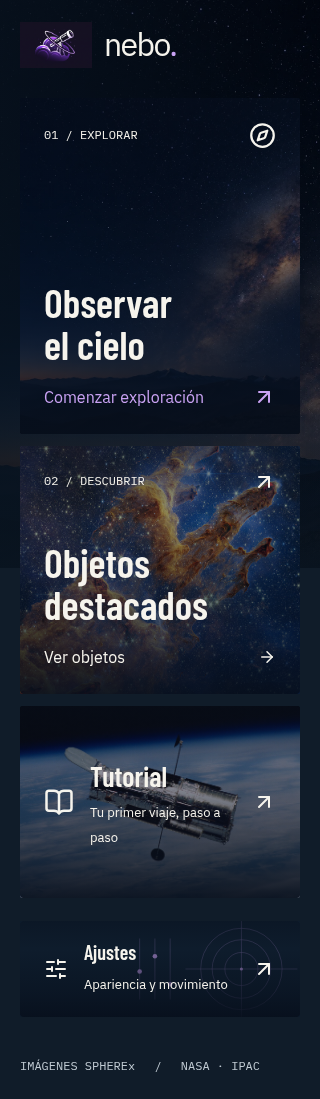 nebo.
01 / EXPLORAR
Observar
el cielo
Comenzar exploración
02 / DESCUBRIR
Objetos
destacados
Ver objetos
Tutorial
Tu primer viaje, paso a
paso
Ajustes
Apariencia y movimiento
IMÁGENES SPHEREx / NASA · IPAC